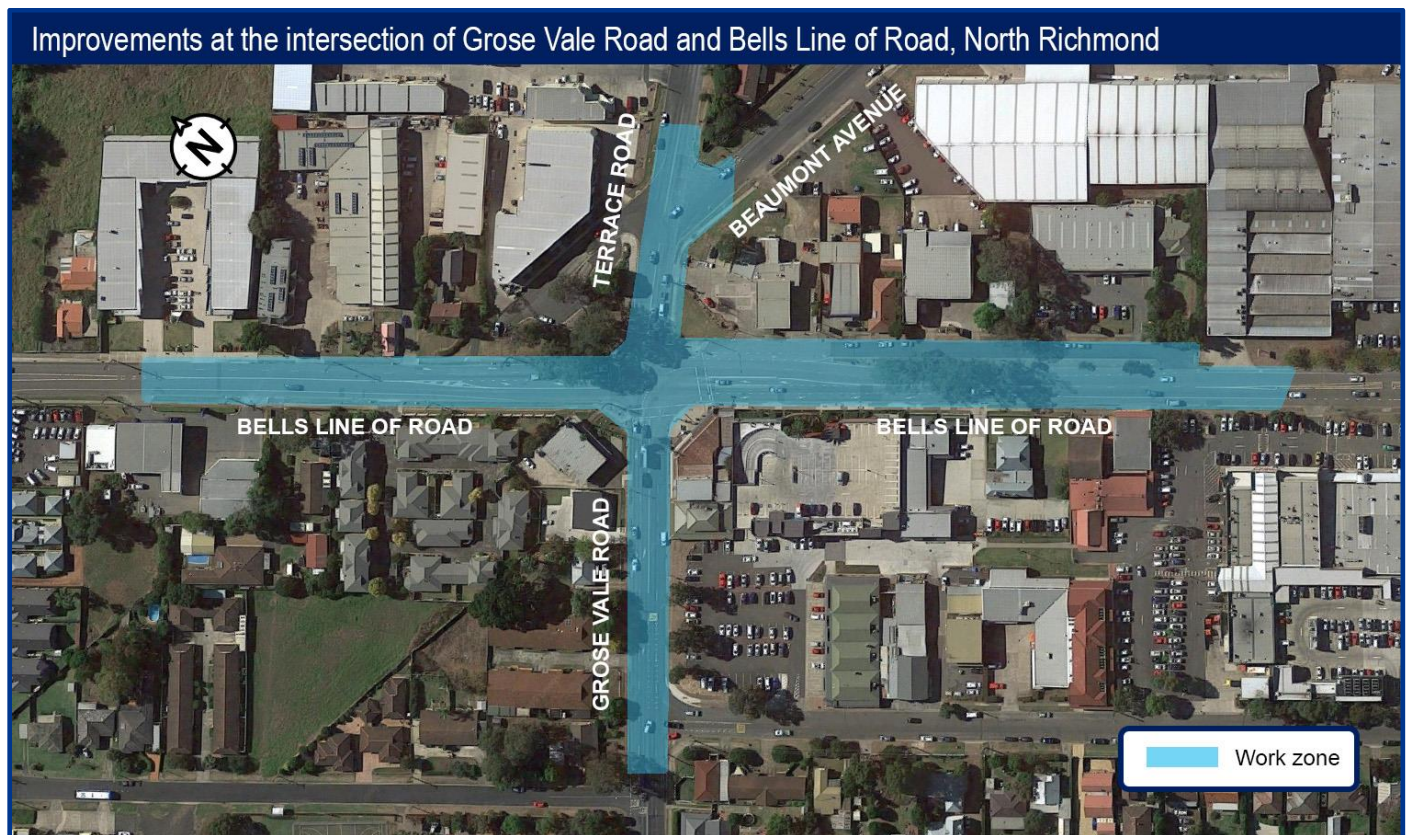 Improvements at the intersection of Grose Vale Road and Bells Line of Road, North Richmond
N
TERRACE ROAD
BEAUMONT AVENUE
BELLS LINE OF ROAD
BELLS LINE OF ROAD
GROSE VALE ROAD
Work zone